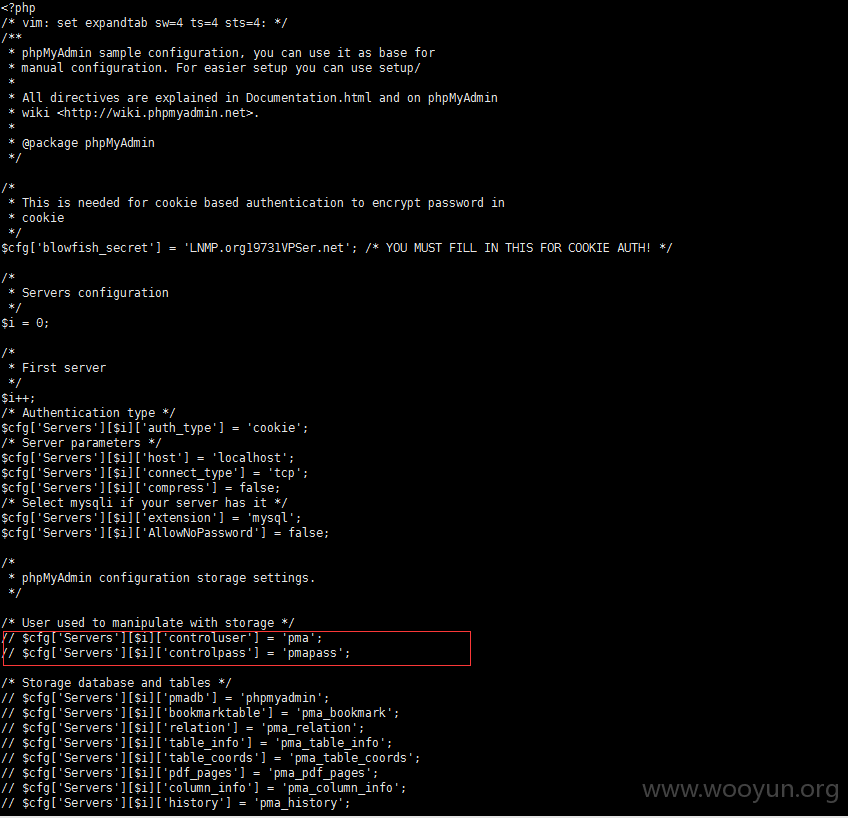 <?php
/* vim: set expandtab sw=4 ts=4 sts=4: */
/**
 * phpMyAdmin sample configuration, you can use it as base for
 * manual configuration. For easier setup you can use setup/
 *
 * All directives are explained in Documentation.html and on phpMyAdmin
 * wiki <http://wiki.phpmyadmin.net>.
 *
 * @package phpMyAdmin
 */
/*
 * This is needed for cookie based authentication to encrypt password in
 * cookie
 */
$cfg['blowfish_secret'] = 'LNMP.org19731VPSer.net'; /* YOU MUST FILL IN THIS FOR COOKIE AUTH! */
/*
 * Servers configuration
 */
$i = 0;
/*
 * First server
 */
$i++;
/* Authentication type */
$cfg['Servers'][$i]['auth_type'] = 'cookie';
/* Server parameters */
$cfg['Servers'][$i]['host'] = 'localhost';
$cfg['Servers'][$i]['connect_type'] = 'tcp';
$cfg['Servers'][$i]['compress'] = false;
/* Select mysqli if your server has it */
$cfg['Servers'][$i]['extension'] = 'mysql';
$cfg['Servers'][$i]['AllowNoPassword'] = false;
/*
 * phpMyAdmin configuration storage settings.
 */
/* User used to manipulate with storage */
// $cfg['Servers'][$i]['controluser'] = 'pma';
// $cfg['Servers'][$i]['controlpass'] = 'pmapass';
/* Storage database and tables */
// $cfg['Servers'][$i]['pmadb'] = 'phpmyadmin';
// $cfg['Servers'][$i]['bookmarktable'] = 'pma_bookmark';
// $cfg['Servers'][$i]['relation'] = 'pma_relation';
// $cfg['Servers'][$i]['table_info'] = 'pma_table_info';
// $cfg['Servers'][$i]['table_coords'] = 'pma_table_coords';
// $cfg['Servers'][$i]['pdf_pages'] = 'pma_pdf_pages';
// $cfg['Servers'][$i]['column_info'] = 'pma_column_info';
// $cfg['Servers'][$i]['history'] = 'pma_history';
www.wooyun.org